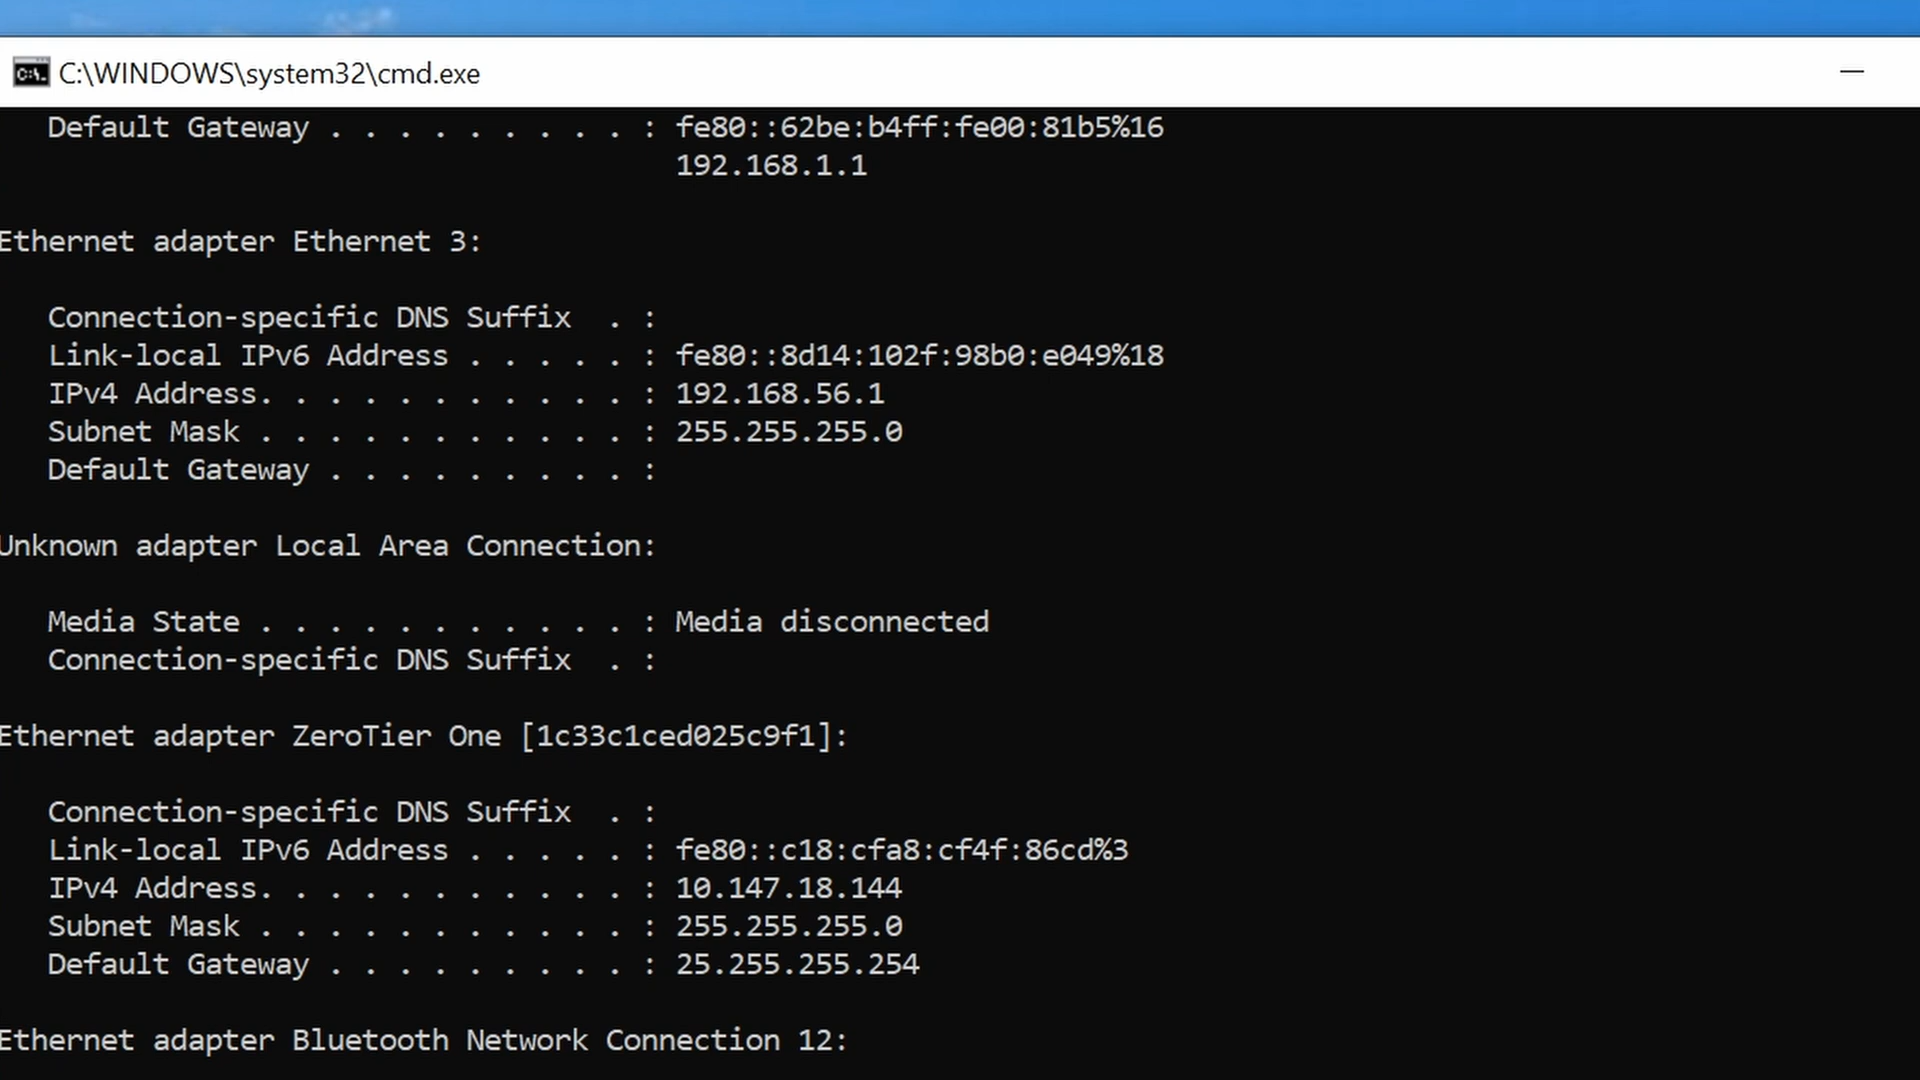 C:\WINDOWS\system32\cmd.exe
Default Gateway . . . . . . . . . : fe80::62be:b4ff:fe00:81b5%16
192.168.1.1
Ethernet adapter Ethernet 3:
Connection-specific DNS Suffix  . :
Link-local IPv6 Address . . . . . : fe80::8d14:102f:98b0:e049%18
IPv4 Address. . . . . . . . . . . : 192.168.56.1
Subnet Mask . . . . . . . . . . . : 255.255.255.0
Default Gateway . . . . . . . . . :
Unknown adapter Local Area Connection:
Media State . . . . . . . . . . . : Media disconnected
Connection-specific DNS Suffix  . :
Ethernet adapter ZeroTier One [1c33c1ced025c9f1]:
Connection-specific DNS Suffix  . :
Link-local IPv6 Address . . . . . : fe80::c18:cfa8:cf4f:86cd%3
IPv4 Address. . . . . . . . . . . : 10.147.18.144
Subnet Mask . . . . . . . . . . . : 255.255.255.0
Default Gateway . . . . . . . . . : 25.255.255.254
Ethernet adapter Bluetooth Network Connection 12: